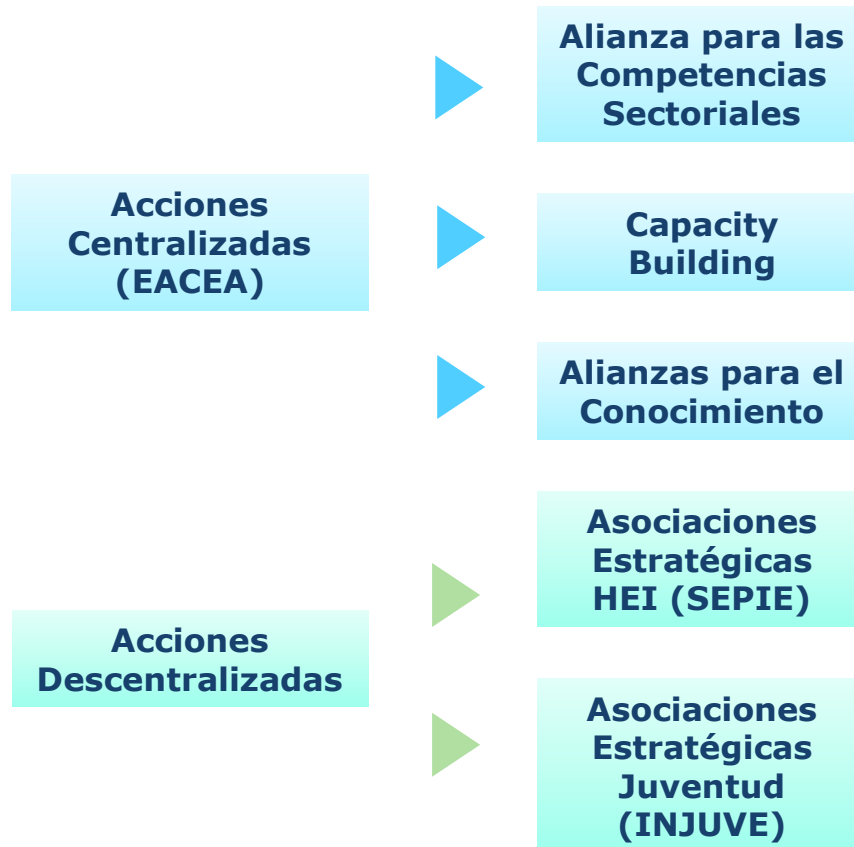 Acciones
Centralizadas
(EACEA)
Alianza para las
Competencias
Sectoriales
Capacity
Building
Alianzas para el
Conocimiento
Acciones
Descentralizadas
Asociaciones
Estratégicas
HEI (SEPIE)
Asociaciones
Estratégicas
Juventud
(INJUVE)